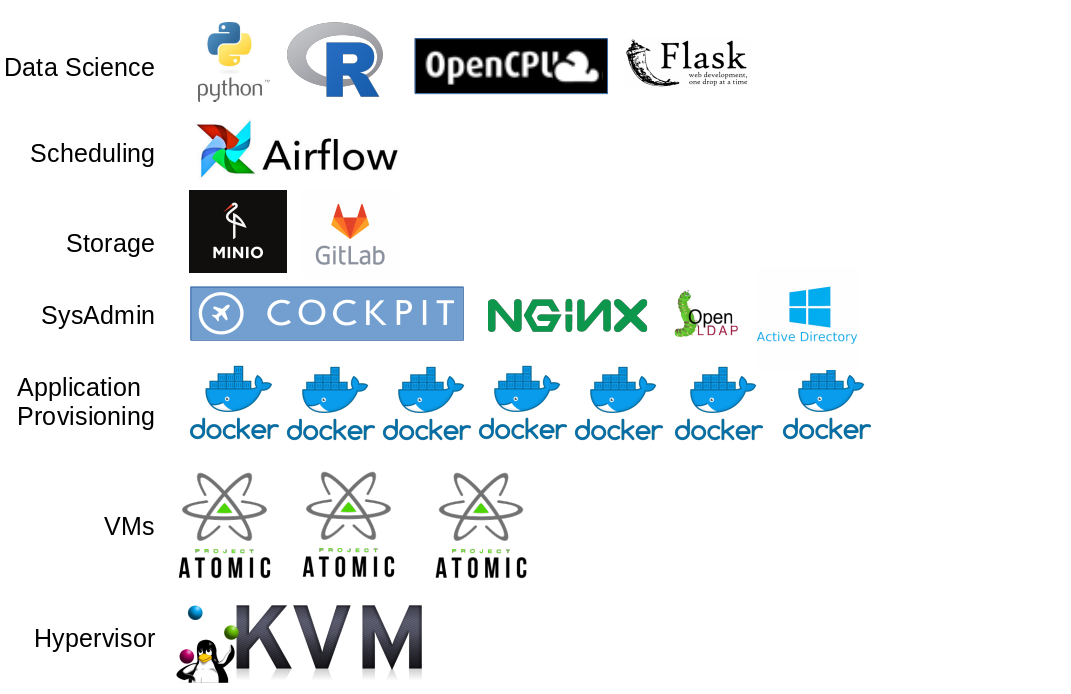 Data Science
python™
R
OpenCPU
Flask
web development,
one drop at a time
Scheduling
Airflow
Storage
MINIO
GitLab
SysAdmin
COCKPIT
NGiNX
Open
LDAP
Active Directory
Application
Provisioning
docker
docker
docker
docker
docker
docker
docker
VMs
PROJECT
ATOMIC
PROJECT
ATOMIC
PROJECT
ATOMIC
Hypervisor
KVM